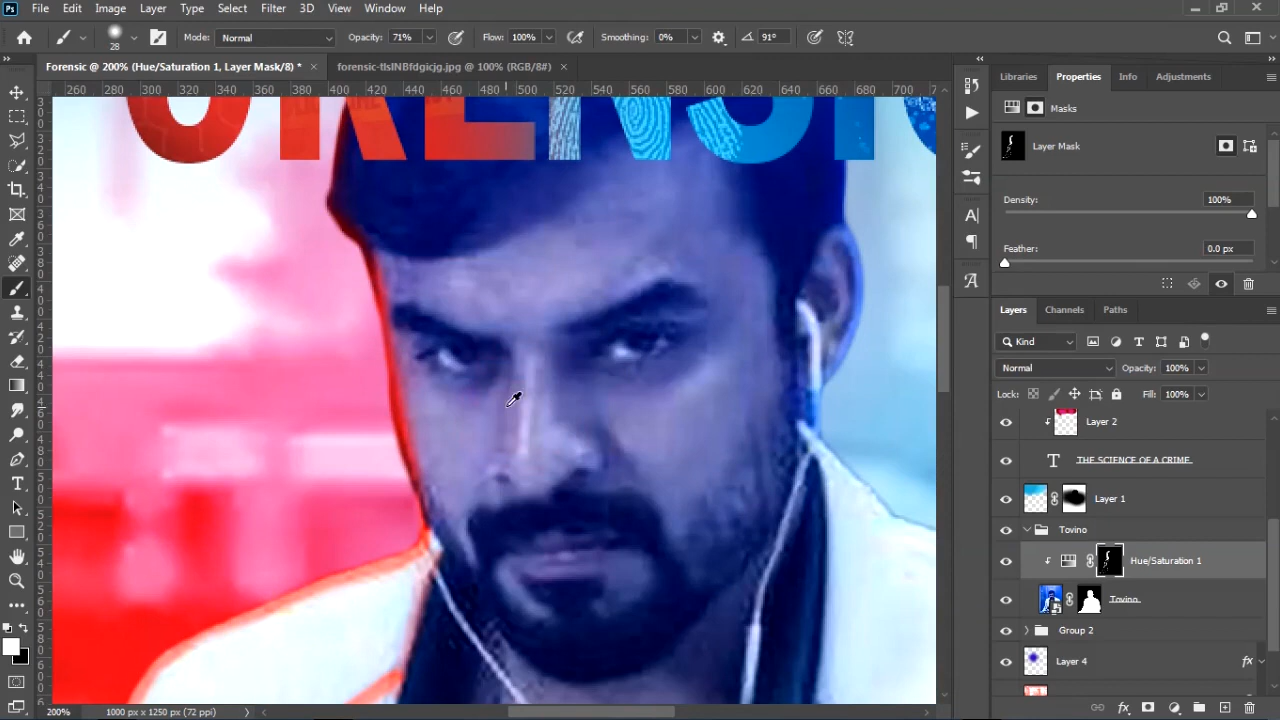 File Edit Image Layer Type Select Filter 3D View Window Help
28 Mode: Normal Opacity: 71% Flow: 100% Smoothing: 0% 91°
Forensic @ 200% (Hue/Saturation 1, Layer Mask/8) * × forensic-tlslNBfdgicjg.jpg @ 100% (RGB/8#) ×
260 280 300 320 340 360 380 400 420 440 460 480 500 520 540 560 580 600 620 640 660 680 700
ORENSIC
Libraries Properties Info Adjustments
Masks
Layer Mask
Density: 100%
Feather: 0.0 px
Layers Channels Paths
Kind
Normal Opacity: 100%
Lock: Fill: 100%
Layer 2
T THE SCIENCE OF A CRIME
Layer 1
Tovino
Hue/Saturation 1
Tovino
Group 2
Layer 4 fx
200% 1000 px x 1250 px (72 ppi)